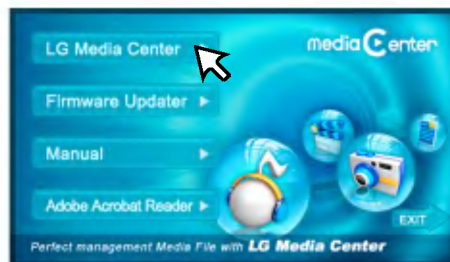 LG Media Center
media Center
Firmware Updater
Manual
Adobe Acrobat Reader
EXIT
Perfect management Media File with LG Media Center